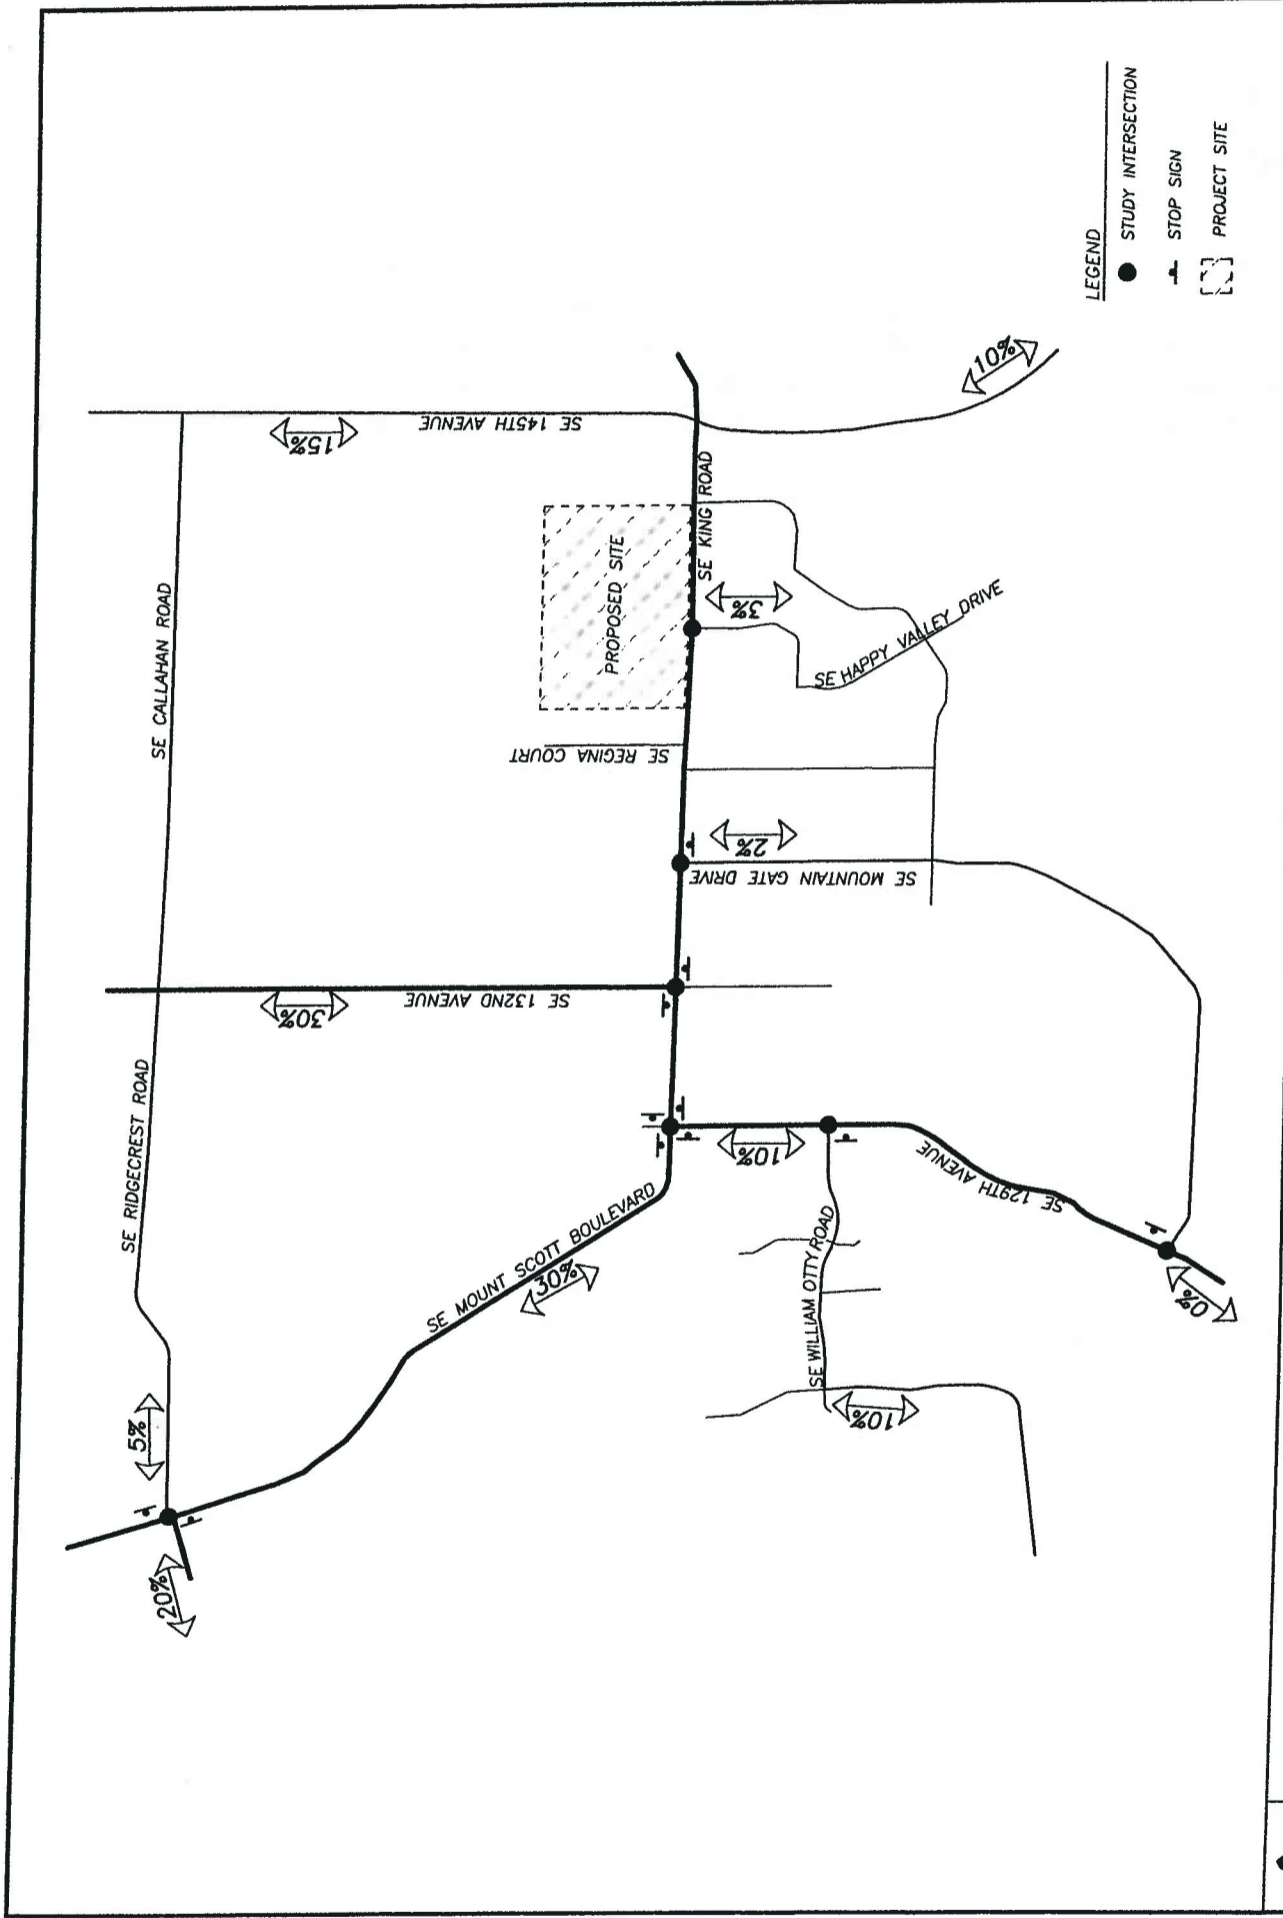 SE CALLAHAN ROAD
SE RIDGECREST ROAD
5%
20%
SE 145TH AVENUE
15%
10%
SE KING ROAD
PROPOSED SITE
3%
SE HAPPY VALLEY DRIVE
SE REGINA COURT
2%
SE MOUNTAIN GATE DRIVE
SE 132ND AVENUE
30%
SE MOUNT SCOTT BOULEVARD
30%
10%
SE 129TH AVENUE
SE WILLIAM OTTY ROAD
10%
0%
LEGEND
STUDY INTERSECTION
STOP SIGN
PROJECT SITE